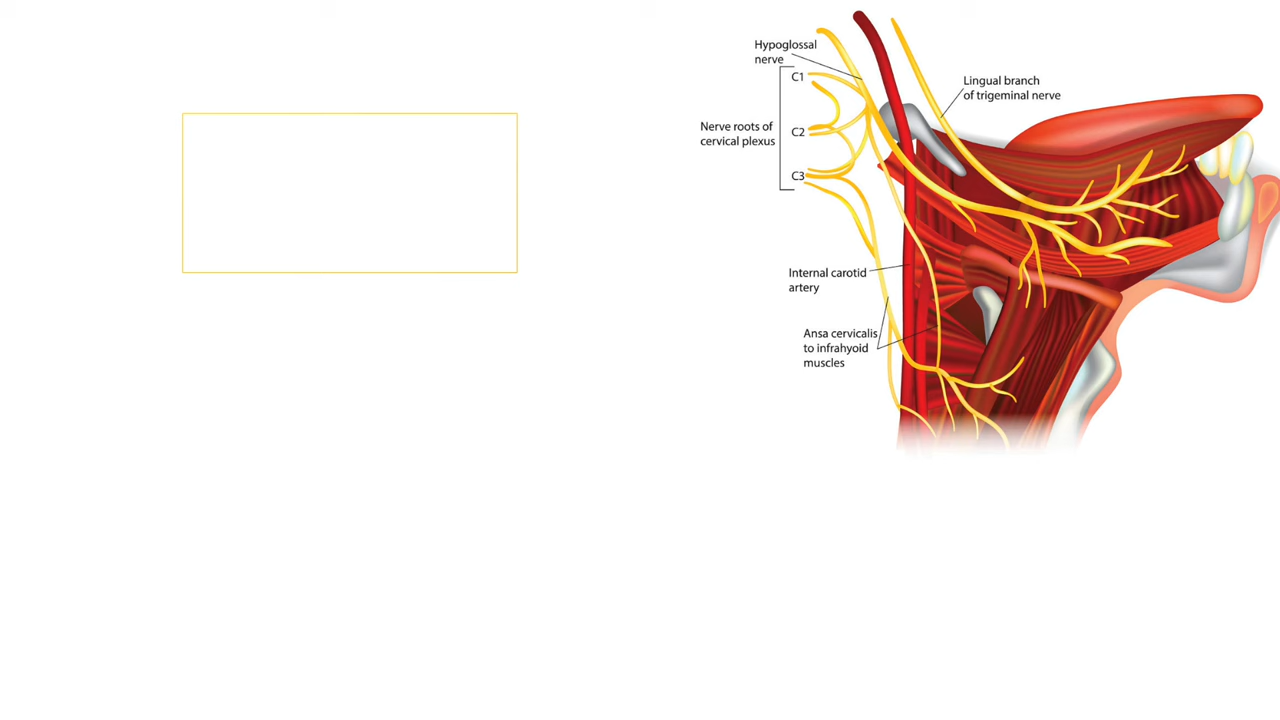 Hypoglossal
nerve
C1
Lingual branch
of trigeminal nerve
Nerve roots of
cervical plexus
C2
C3
Internal carotid
artery
Ansa cervicalis
to infrahyoid
muscles